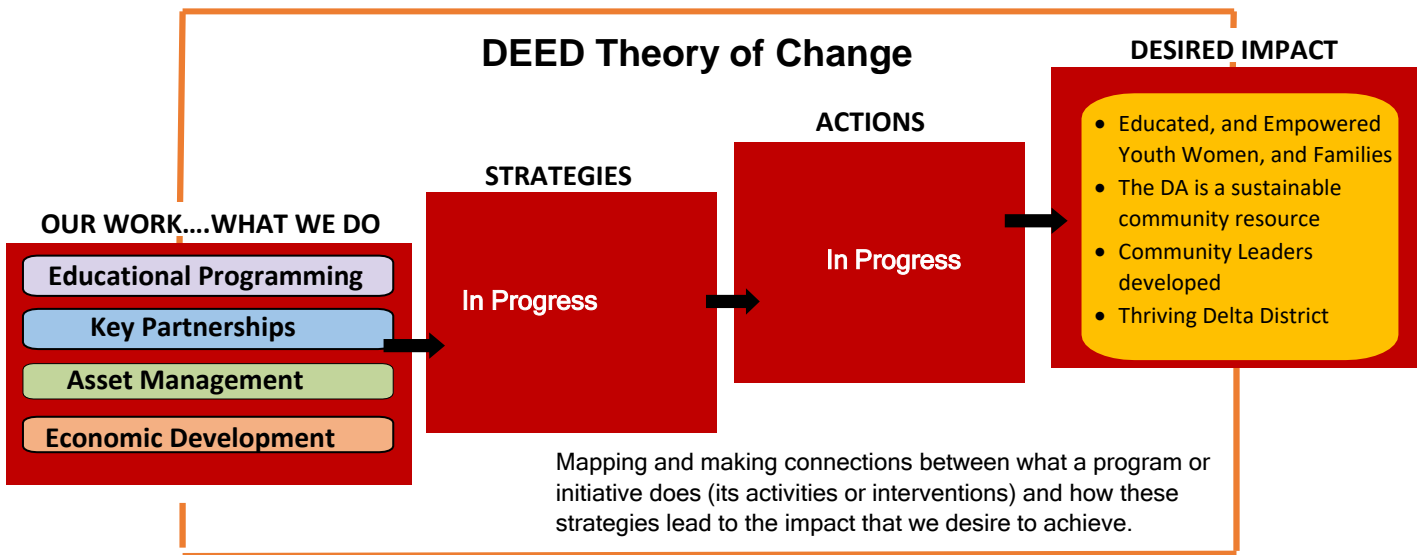 DEED Theory of Change
OUR WORK....WHAT WE DO
Educational Programming
Key Partnerships
Asset Management
Economic Development
STRATEGIES
In Progress
ACTIONS
In Progress
DESIRED IMPACT
• Educated, and Empowered
Youth Women, and Families
• The DA is a sustainable
community resource
• Community Leaders
developed
• Thriving Delta District
Mapping and making connections between what a program or
initiative does (its activities or interventions) and how these
strategies lead to the impact that we desire to achieve.